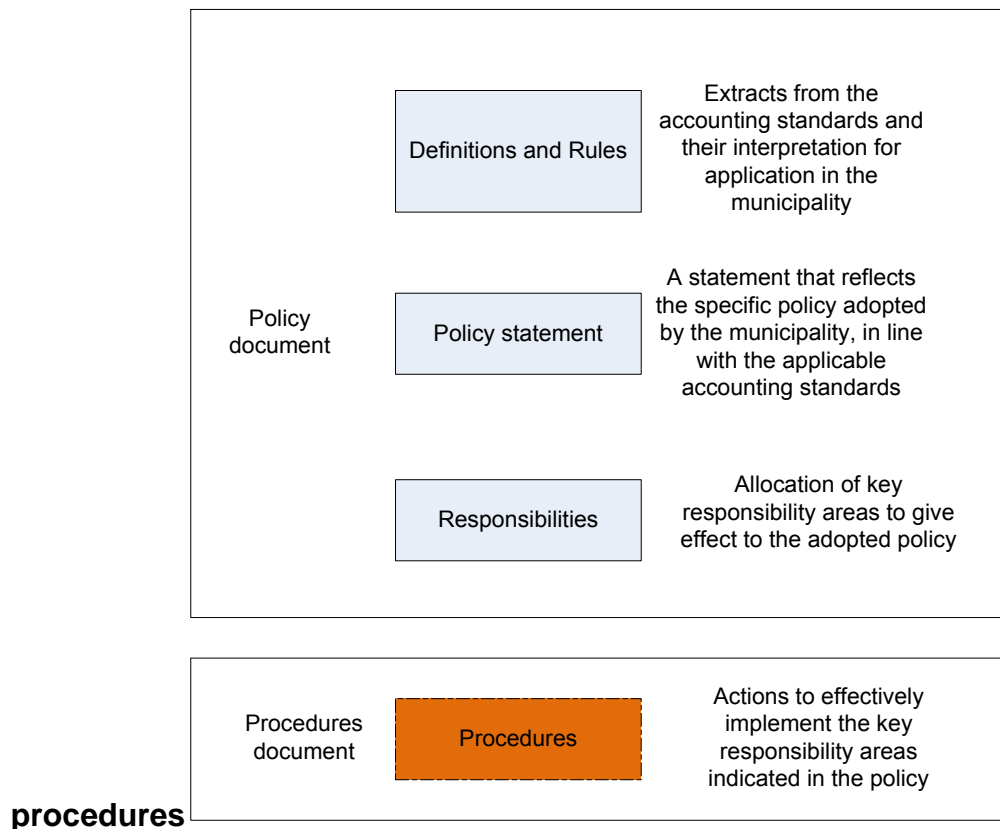 Policy
document
Definitions and Rules
Extracts from the
accounting standards and
their interpretation for
application in the
municipality
Policy statement
A statement that reflects
the specific policy adopted
by the municipality, in line
with the applicable
accounting standards
Responsibilities
Allocation of key
responsibility areas to give
effect to the adopted policy
Procedures
document
Procedures
Actions to effectively
implement the key
responsibility areas
indicated in the policy
procedures